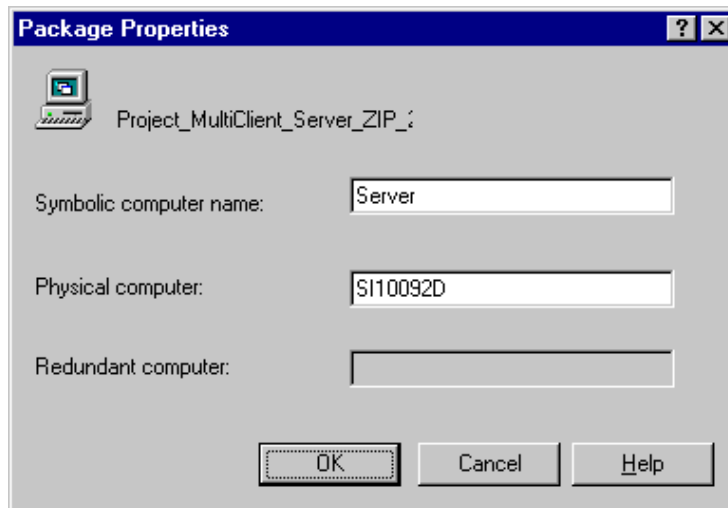 Package Properties
Project_MultiClient_Server_ZIP_
Symbolic computer name: Server
Physical computer: SI10092D
Redundant computer:
OK Cancel Help